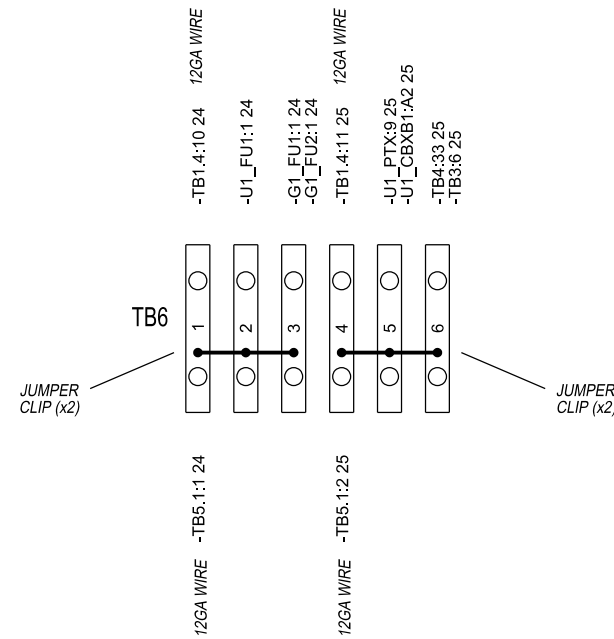 12GA WIRE
12GA WIRE
-TB1.4:10 24
-U1_FU1:1 24
-G1_FU1:1 24
-G1_FU2:1 24
-TB1.4:11 25
-U1_PTX:9 25
-U1_CBXB1:A2 25
-TB4:33 25
-TB3:6 25
TB6
1
2
3
4
5
6
JUMPER
CLIP (x2)
JUMPER
CLIP (x2)
-TB5.1:1 24
-TB5.1:2 25
12GA WIRE
12GA WIRE